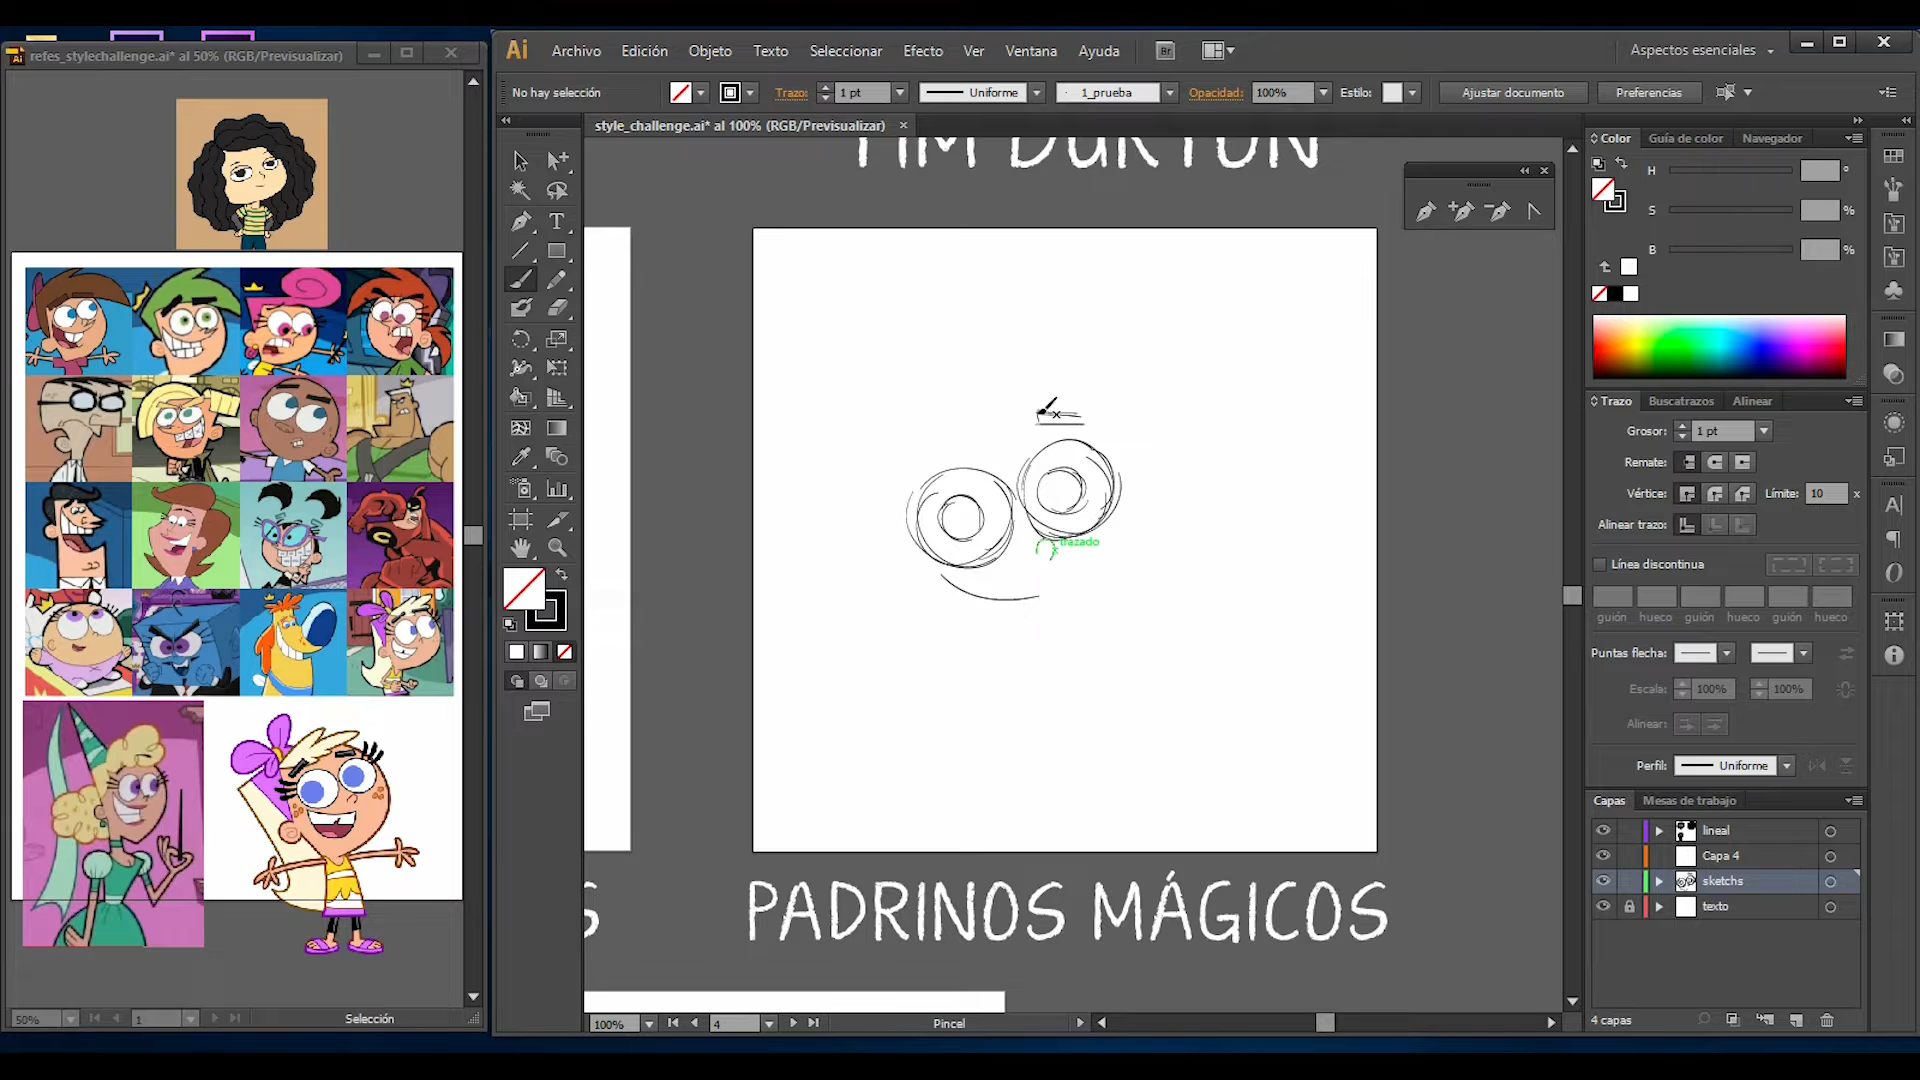 refes_stylechallenge.ai* al 50% (RGB/Previsualizar)
Ai
Archivo
Edición
Objeto
Texto
Seleccionar
Efecto
Ver
Ventana
Ayuda
Br
Aspectos esenciales
No hay selección
Trazo:
1 pt
Uniforme
1_prueba
Opacidad:
100%
Estilo:
Ajustar documento
Preferencias
style_challenge.ai* al 100% (RGB/Previsualizar)
TIM BURTON
trazado
PADRINOS MÁGICOS
S
Color
Guía de color
Navegador
H
°
S
%
B
%
Trazo
Buscatrazos
Alinear
Grosor:
1 pt
Remate:
Vértice:
Límite:
10
x
Alinear trazo:
Línea discontinua
guión
hueco
guión
hueco
guión
hueco
Puntas flecha:
Escala:
100%
100%
Alinear:
Perfil:
Uniforme
Capas
Mesas de trabajo
lineal
Capa 4
sketchs
texto
4 capas
50%
1
Selección
100%
4
Pincel